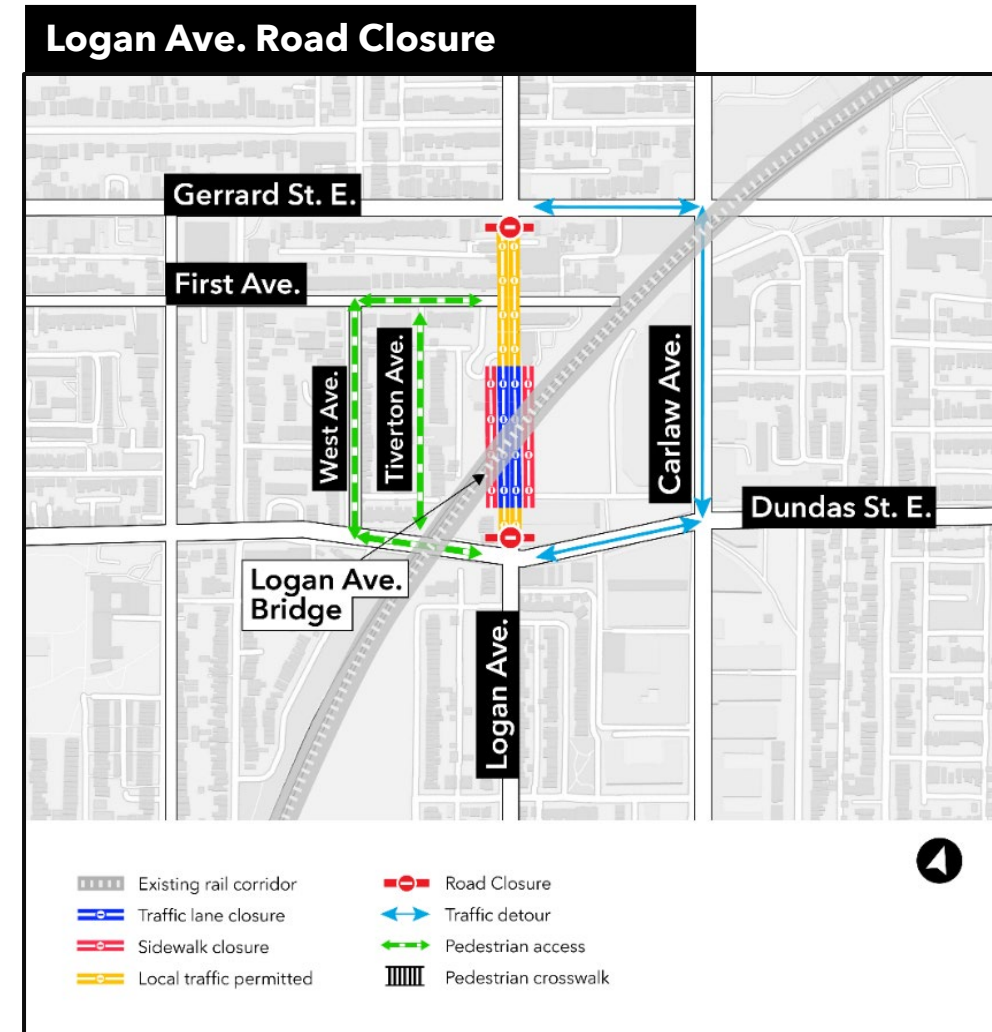 Logan Ave. Road Closure
Gerrard St. E.
First Ave.
West Ave.
Tiverton Ave.
Carlaw Ave.
Dundas St. E.
Logan Ave.
Bridge
Logan Ave.
Existing rail corridor
Traffic lane closure
Sidewalk closure
Local traffic permitted
Road Closure
Traffic detour
Pedestrian access
Pedestrian crosswalk